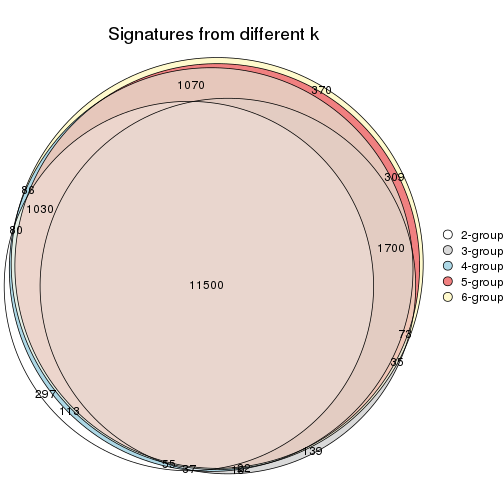 Signatures from different k
1070
370
309
86
1030
80
1700
11500
73
35
297
113
139
55
37
2-group
3-group
4-group
5-group
6-group